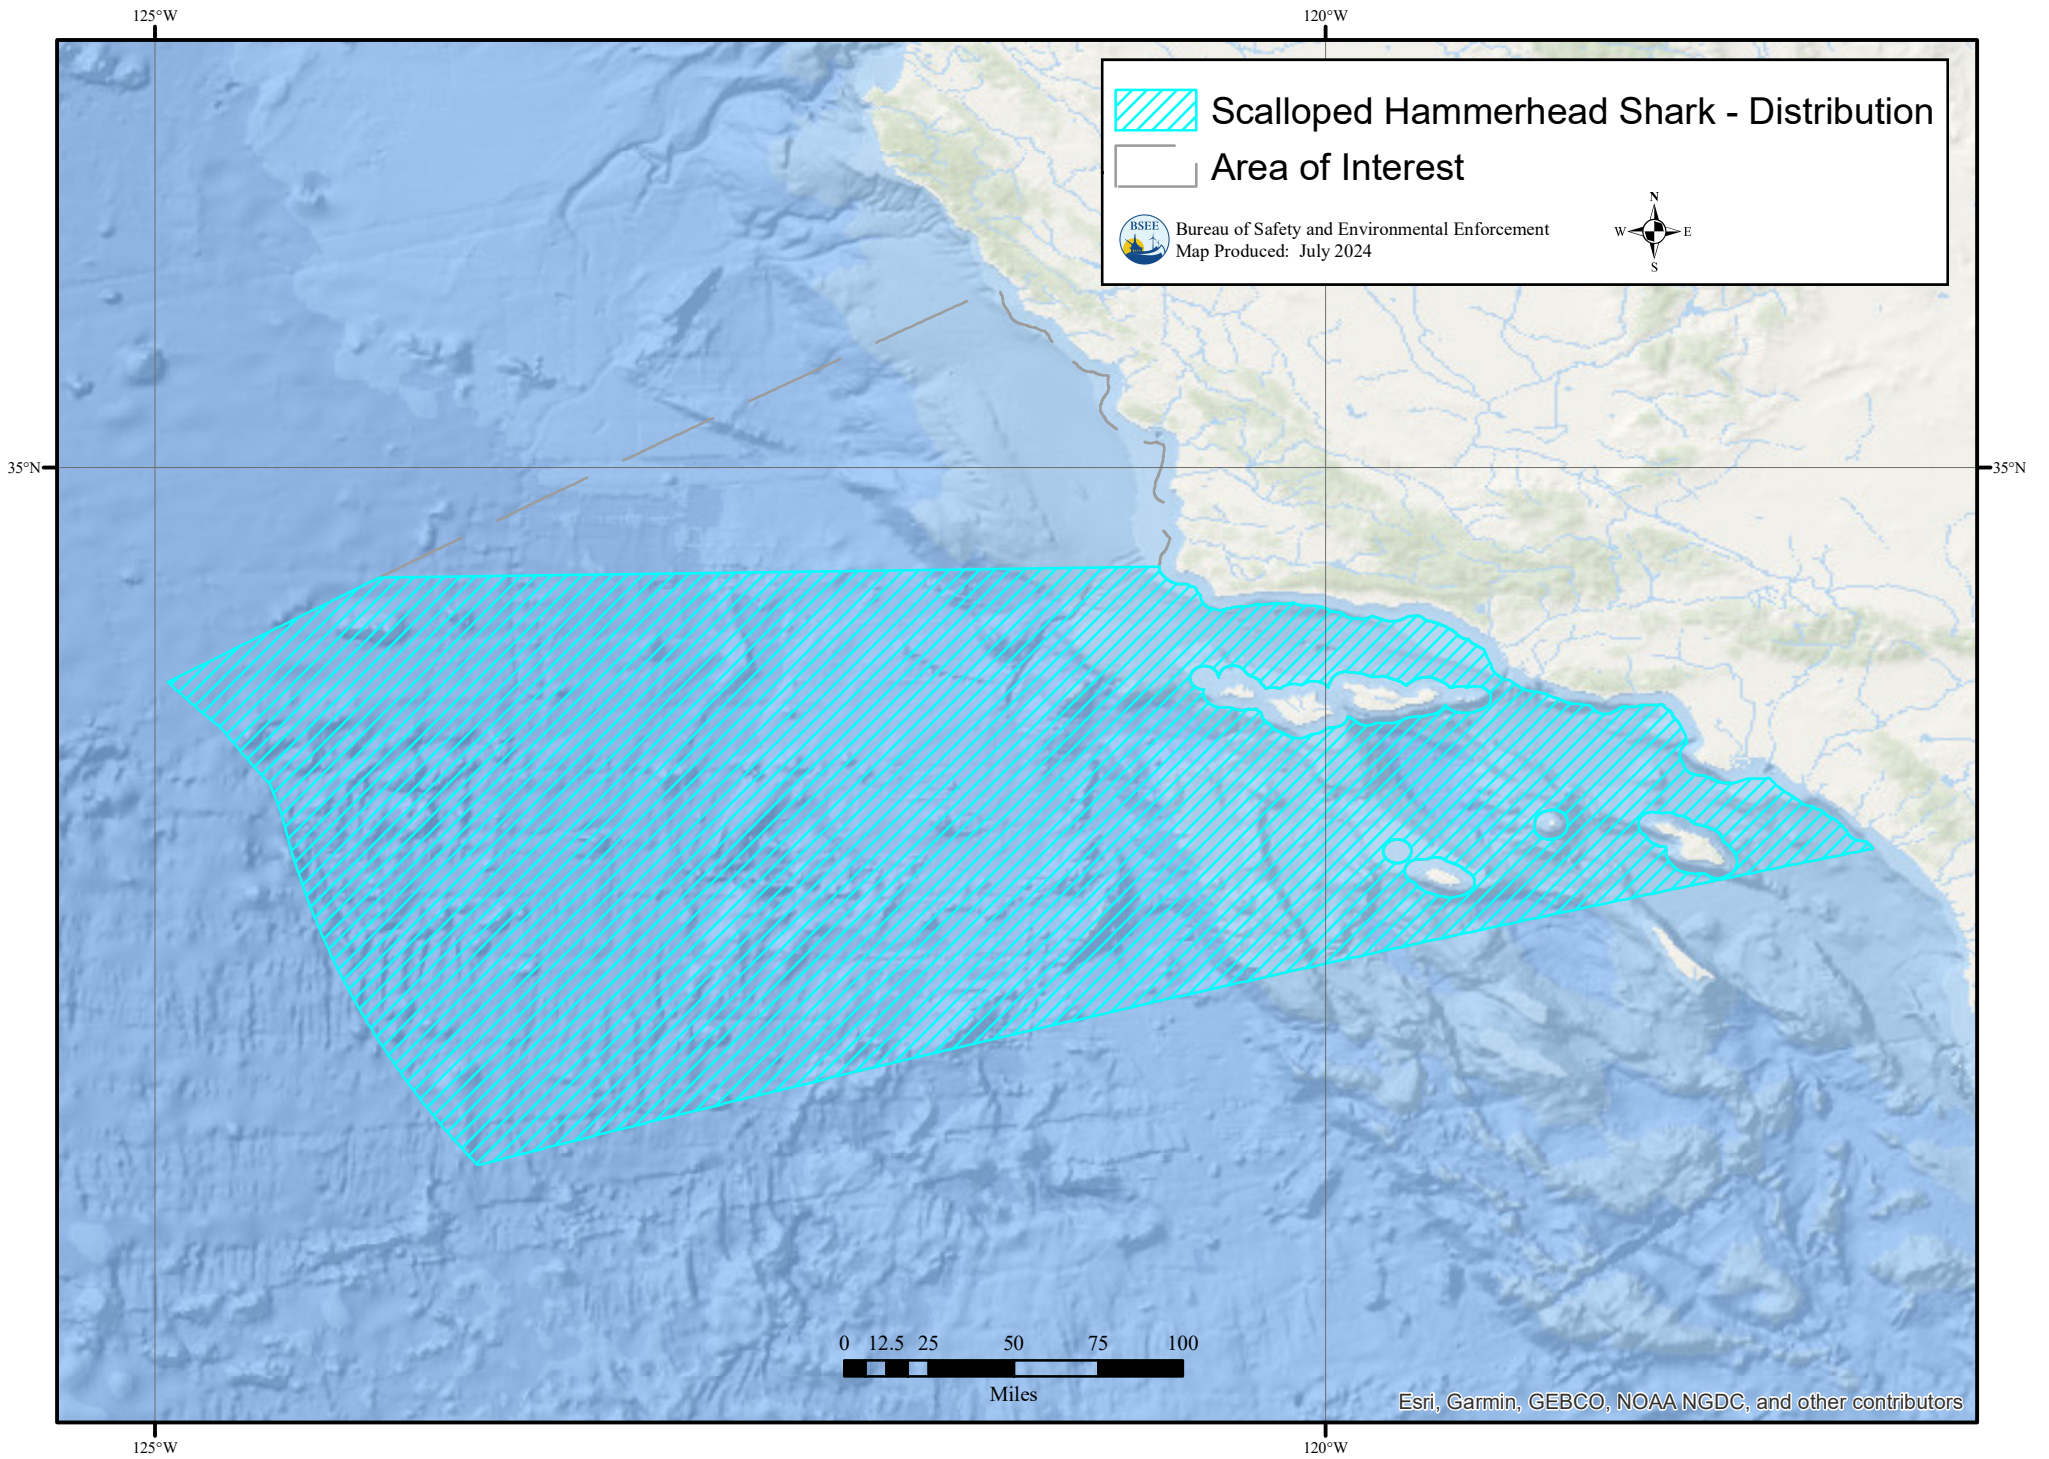 125°W
120°W
Scalloped Hammerhead Shark - Distribution
Area of Interest
BSEE
Bureau of Safety and Environmental Enforcement
Map Produced: July 2024
N
W
E
S
35°N
35°N
0 12.5 25 50 75 100
Miles
Esri, Garmin, GEBCO, NOAA NGDC, and other contributors
125°W
120°W